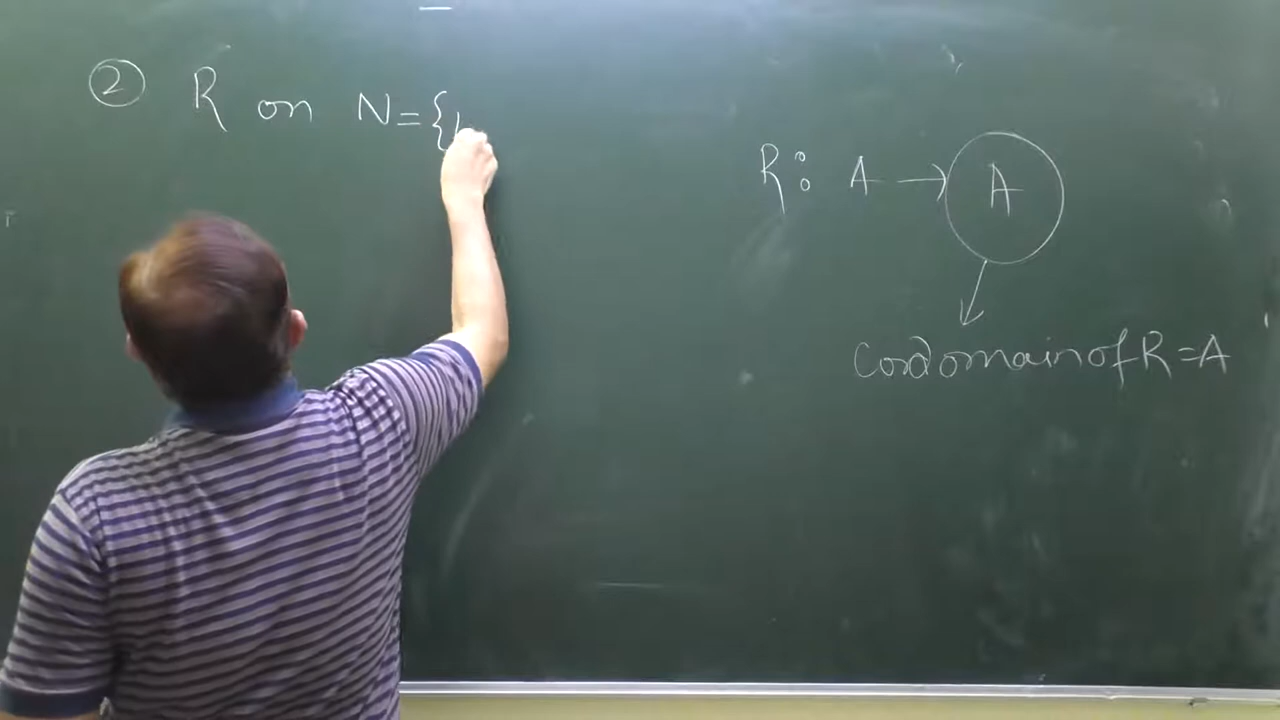 ② R on N={1
R: A → A
Codomain of R=A